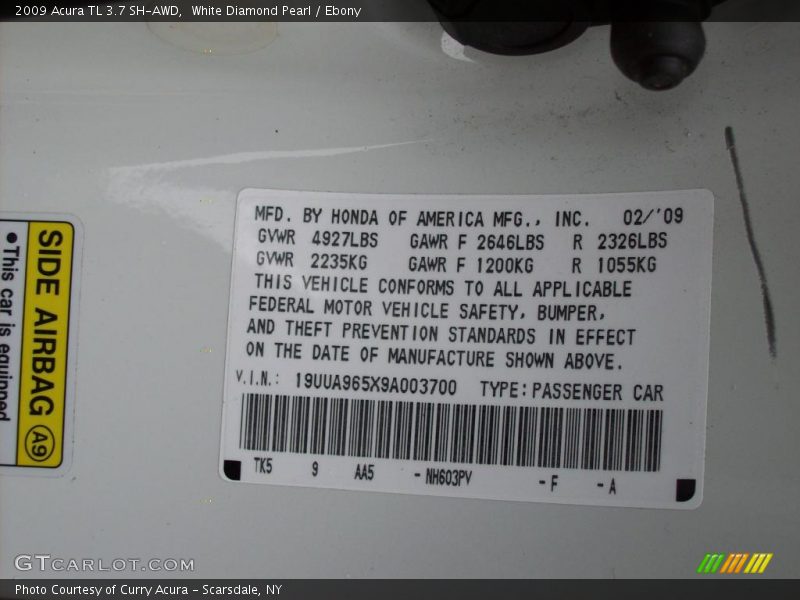 2009 Acura TL 3.7 SH-AWD, White Diamond Pearl / Ebony
MFD. BY HONDA OF AMERICA MFG., INC. 02/'09
GVWR 4927LBS GAWR F 2646LBS R 2326LBS
GVWR 2235KG GAWR F 1200KG R 1055KG
THIS VEHICLE CONFORMS TO ALL APPLICABLE
FEDERAL MOTOR VEHICLE SAFETY, BUMPER,
AND THEFT PREVENTION STANDARDS IN EFFECT
ON THE DATE OF MANUFACTURE SHOWN ABOVE.
V.I.N.: 19UUA965X9A003700 TYPE: PASSENGER CAR
TK5 9 AA5 -NH603PV -F -A
SIDE AIRBAG A9
•This car is equipped
GTCARLOT.COM
Photo Courtesy of Curry Acura - Scarsdale, NY